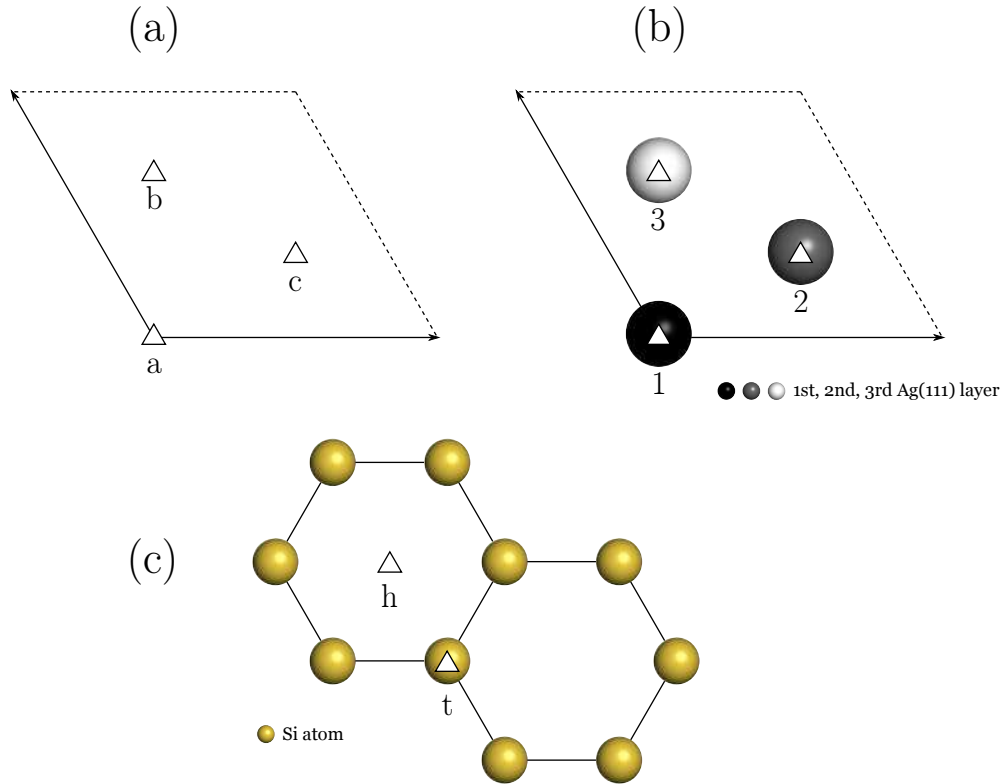 (a)
(b)
b
c
a
3
2
1
1st, 2nd, 3rd Ag(111) layer
(c)
h
t
Si atom